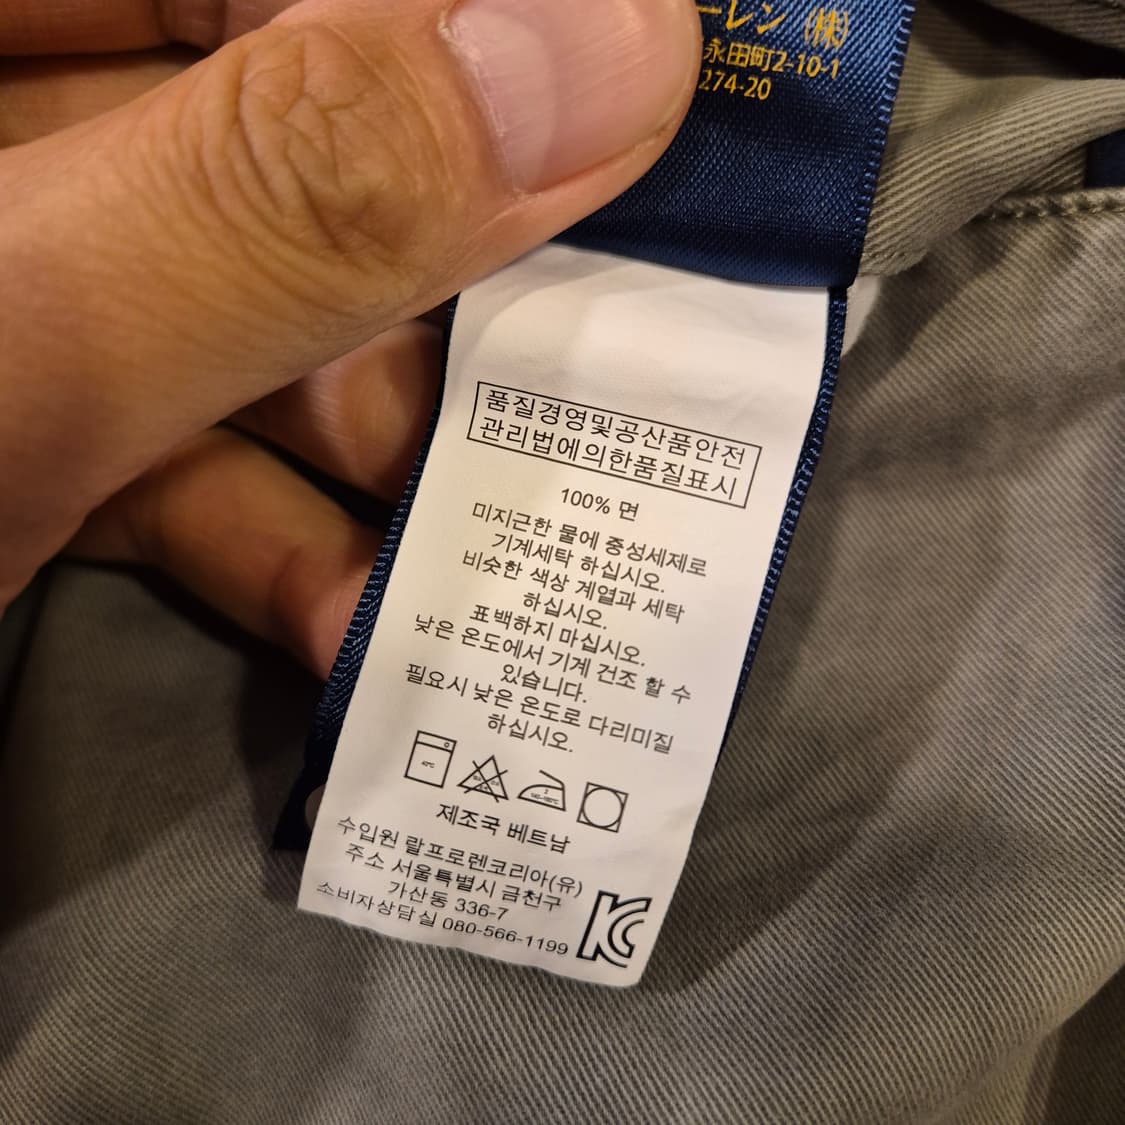 ーレン (株)
永田町2-10-1
274-20
품질경영및공산품안전
관리법에의한품질표시
100% 면
미지근한 물에 중성세제로
기계세탁 하십시오.
비슷한 색상 계열과 세탁
하십시오.
표백하지 마십시오.
낮은 온도에서 기계 건조 할 수
있습니다.
필요시 낮은 온도로 다리미질
하십시오.
40℃
제조국 베트남
수입원 랄프로렌코리아(유)
주소 서울특별시 금천구
가산동 336-7
소비자상담실 080-566-1199